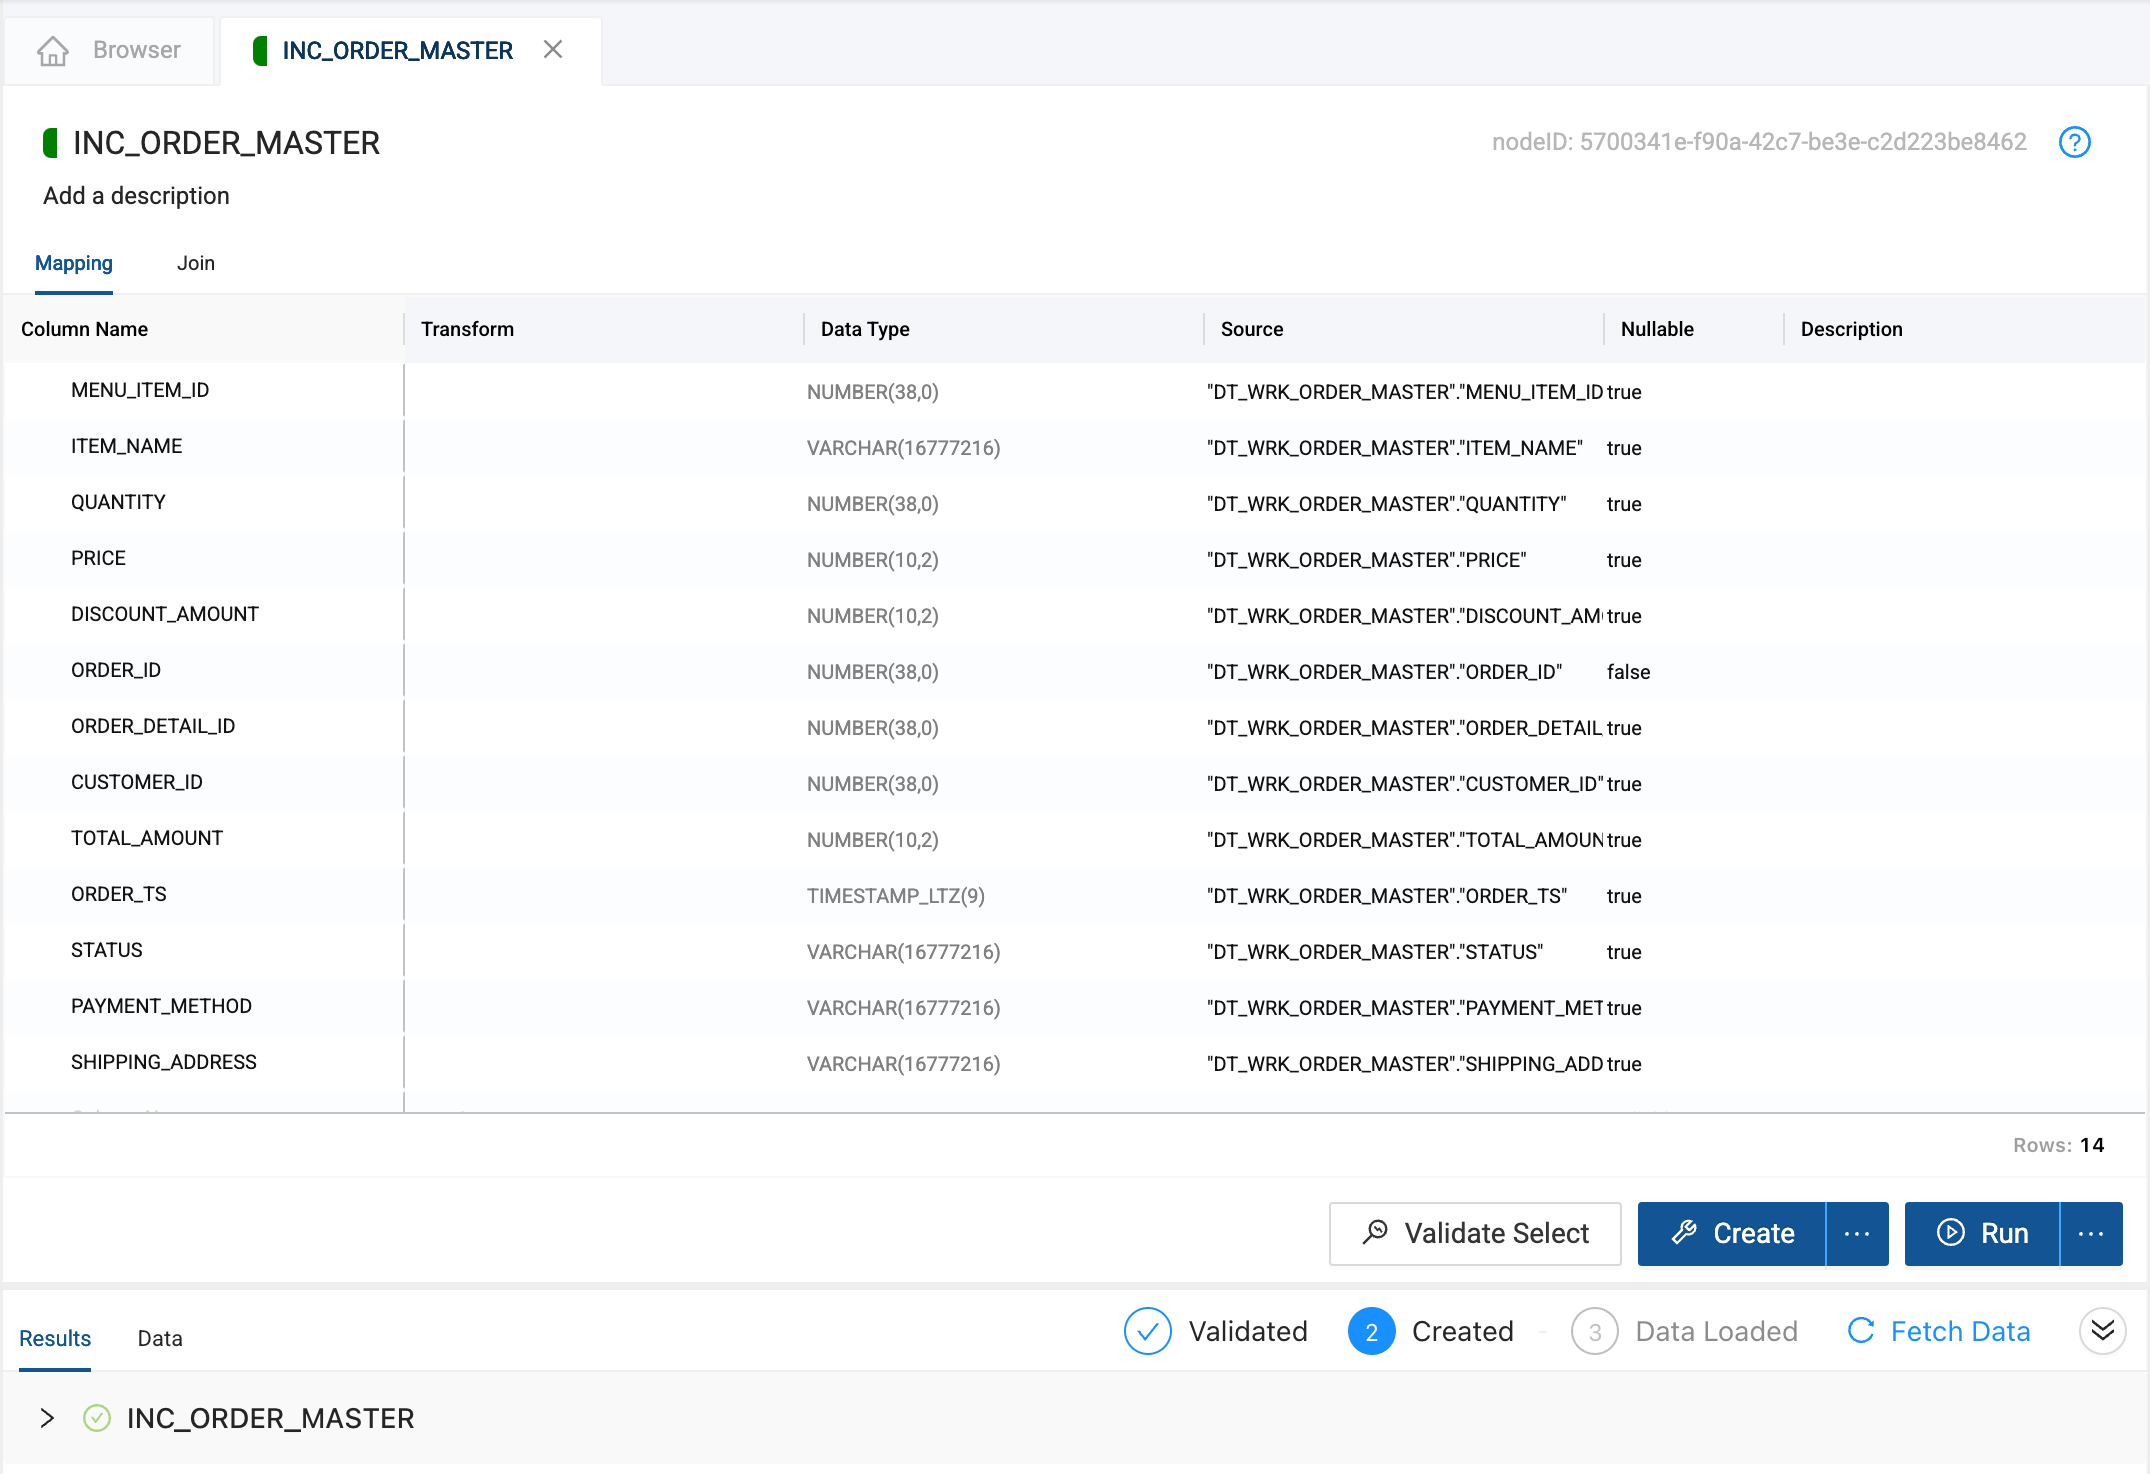 Browser
INC_ORDER_MASTER
INC_ORDER_MASTER
nodeID: 5700341e-f90a-42c7-be3e-c2d223be8462
Add a description
Mapping Join
Column Name Transform Data Type Source Nullable Description
MENU_ITEM_ID NUMBER(38,0) "DT_WRK_ORDER_MASTER"."MENU_ITEM_ID true
ITEM_NAME VARCHAR(16777216) "DT_WRK_ORDER_MASTER"."ITEM_NAME" true
QUANTITY NUMBER(38,0) "DT_WRK_ORDER_MASTER"."QUANTITY" true
PRICE NUMBER(10,2) "DT_WRK_ORDER_MASTER"."PRICE" true
DISCOUNT_AMOUNT NUMBER(10,2) "DT_WRK_ORDER_MASTER"."DISCOUNT_AM true
ORDER_ID NUMBER(38,0) "DT_WRK_ORDER_MASTER"."ORDER_ID" false
ORDER_DETAIL_ID NUMBER(38,0) "DT_WRK_ORDER_MASTER"."ORDER_DETAIL_ true
CUSTOMER_ID NUMBER(38,0) "DT_WRK_ORDER_MASTER"."CUSTOMER_ID" true
TOTAL_AMOUNT NUMBER(10,2) "DT_WRK_ORDER_MASTER"."TOTAL_AMOUN true
ORDER_TS TIMESTAMP_LTZ(9) "DT_WRK_ORDER_MASTER"."ORDER_TS" true
STATUS VARCHAR(16777216) "DT_WRK_ORDER_MASTER"."STATUS" true
PAYMENT_METHOD VARCHAR(16777216) "DT_WRK_ORDER_MASTER"."PAYMENT_MET true
SHIPPING_ADDRESS VARCHAR(16777216) "DT_WRK_ORDER_MASTER"."SHIPPING_ADD true
Rows: 14
Validate Select Create ... Run ...
Results Data Validated 2 Created - 3 Data Loaded Fetch Data
INC_ORDER_MASTER